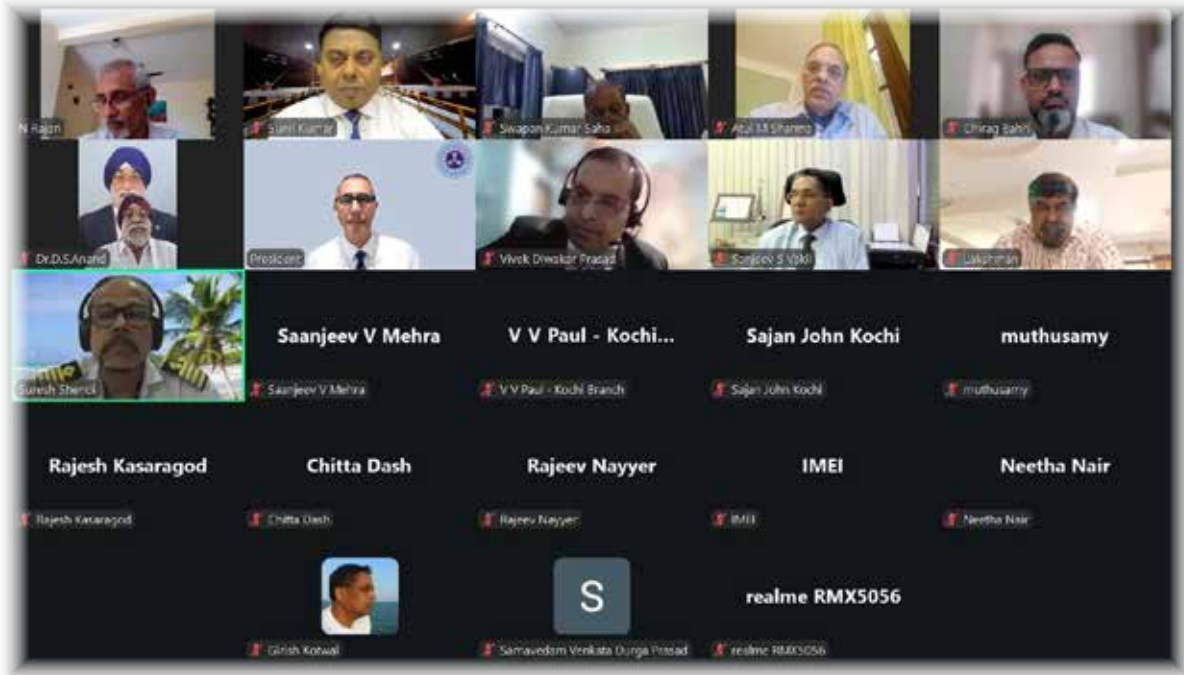 N Rajan
Sunil Kumar
Swapan Kumar Saha
Atul M Sharma
Chirag Bahri
Dr.D.S.Anand
President
Vivek Diwakar Prasad
Sanjeev S Vakil
Lakshman
Suresh Shenoi
Saanjeev V Mehra
Saanjeev V Mehra
V V Paul - Kochi...
V V Paul - Kochi Branch
Sajan John Kochi
Sajan John Kochi
muthusamy
muthusamy
Rajesh Kasaragod
Rajesh Kasaragod
Chitta Dash
Chitta Dash
Rajeev Nayyer
Rajeev Nayyer
IMEI
IMEI
Neetha Nair
Neetha Nair
Girish Kotwal
S
Samavedam Venkata Durga Prasad
realme RMX5056
realme RMX5056